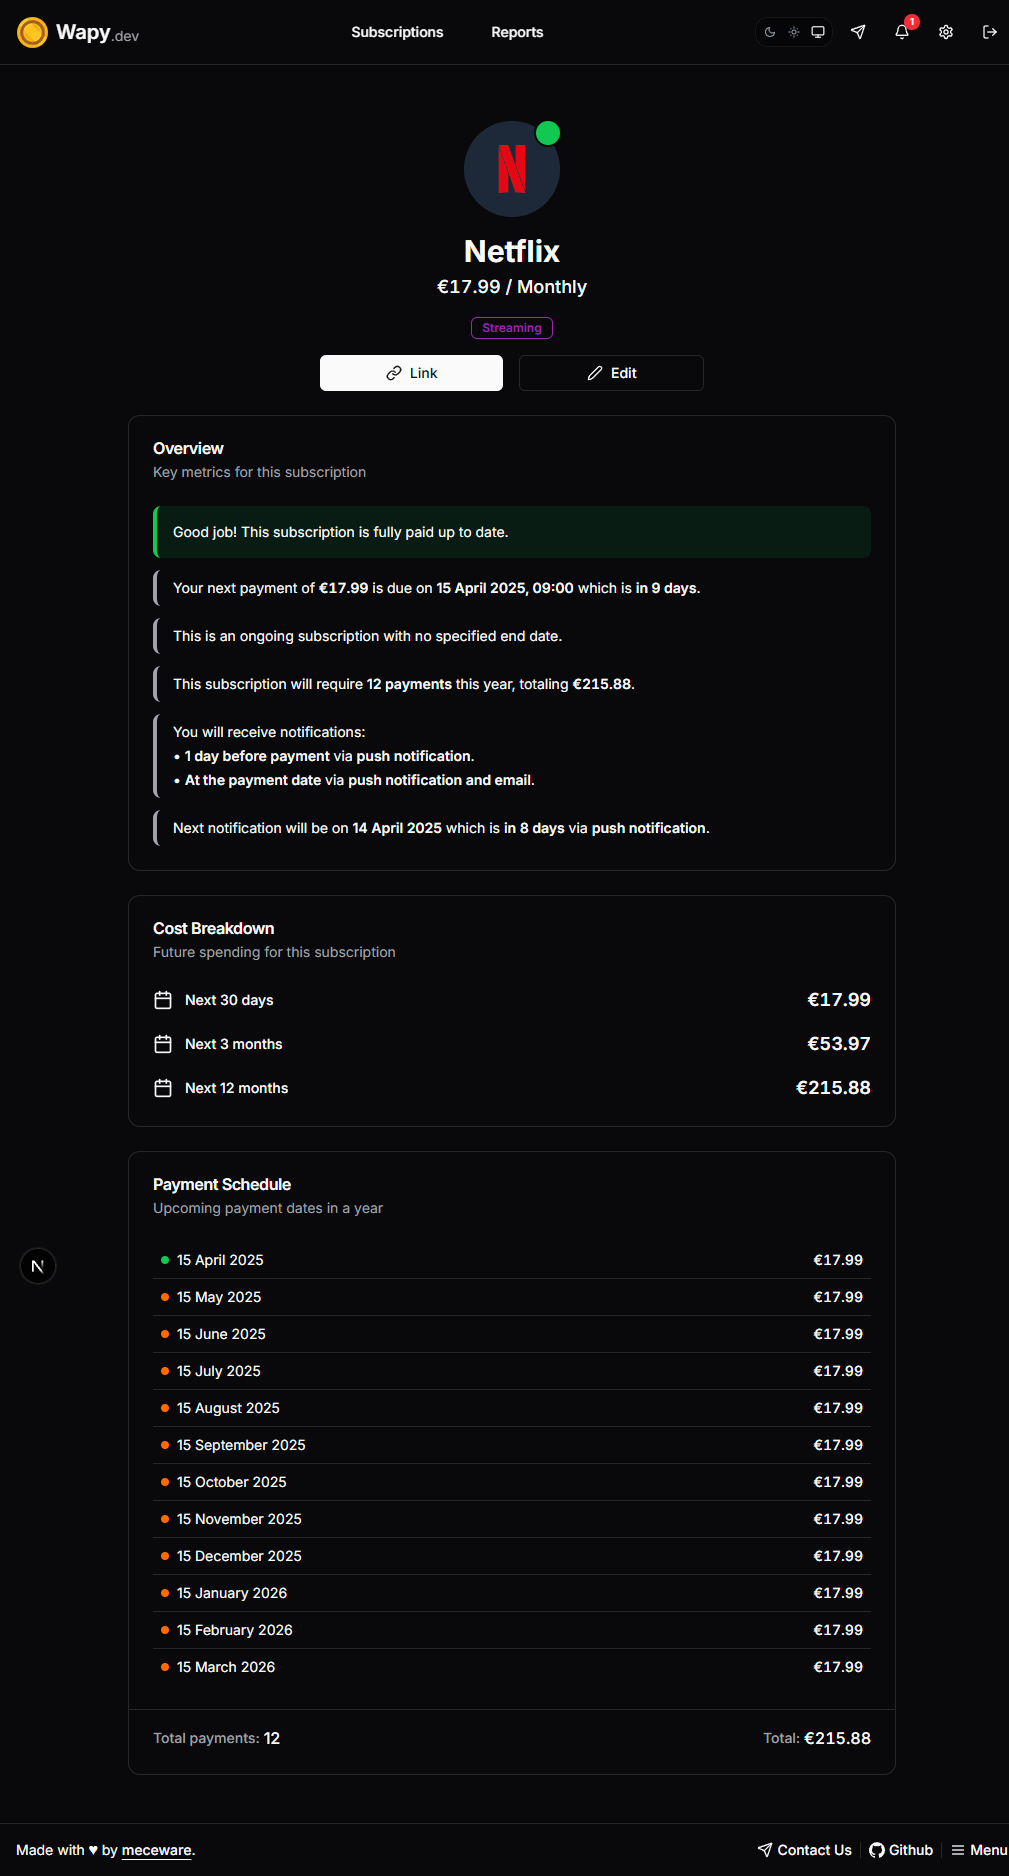 Wapy.dev
Subscriptions
Reports
1
N
Netflix
€17.99 / Monthly
Streaming
Link
Edit
Overview
Key metrics for this subscription
Good job! This subscription is fully paid up to date.
Your next payment of €17.99 is due on 15 April 2025, 09:00 which is in 9 days.
This is an ongoing subscription with no specified end date.
This subscription will require 12 payments this year, totaling €215.88.
You will receive notifications:
• 1 day before payment via push notification.
• At the payment date via push notification and email.
Next notification will be on 14 April 2025 which is in 8 days via push notification.
Cost Breakdown
Future spending for this subscription
Next 30 days €17.99
Next 3 months €53.97
Next 12 months €215.88
Payment Schedule
Upcoming payment dates in a year
15 April 2025 €17.99
N
15 May 2025 €17.99
15 June 2025 €17.99
15 July 2025 €17.99
15 August 2025 €17.99
15 September 2025 €17.99
15 October 2025 €17.99
15 November 2025 €17.99
15 December 2025 €17.99
15 January 2026 €17.99
15 February 2026 €17.99
15 March 2026 €17.99
Total payments: 12 Total: €215.88
Made with ♥ by meceware.
Contact Us
Github
Menu